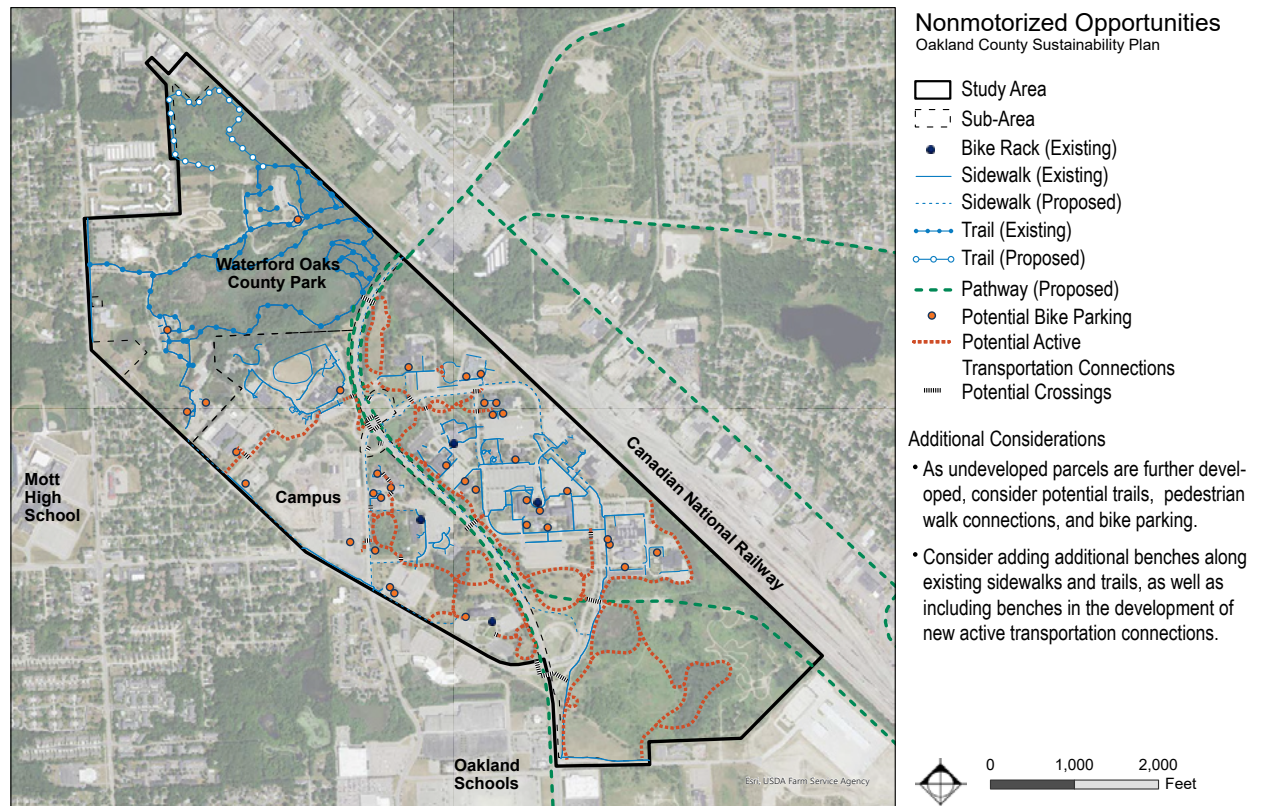 Nonmotorized Opportunities
Oakland County Sustainability Plan
Study Area
Sub-Area
Bike Rack (Existing)
Sidewalk (Existing)
Sidewalk (Proposed)
Trail (Existing)
Trail (Proposed)
Pathway (Proposed)
Potential Bike Parking
Potential Active
Transportation Connections
Potential Crossings
Additional Considerations
• As undeveloped parcels are further devel-
oped, consider potential trails, pedestrian
walk connections, and bike parking.
• Consider adding additional benches along
existing sidewalks and trails, as well as
including benches in the development of
new active transportation connections.
Waterford Oaks
County Park
Canadian National Railway
Mott
High
School
Campus
Oakland
Schools
Esri, USDA Farm Service Agency
0 1,000 2,000
Feet